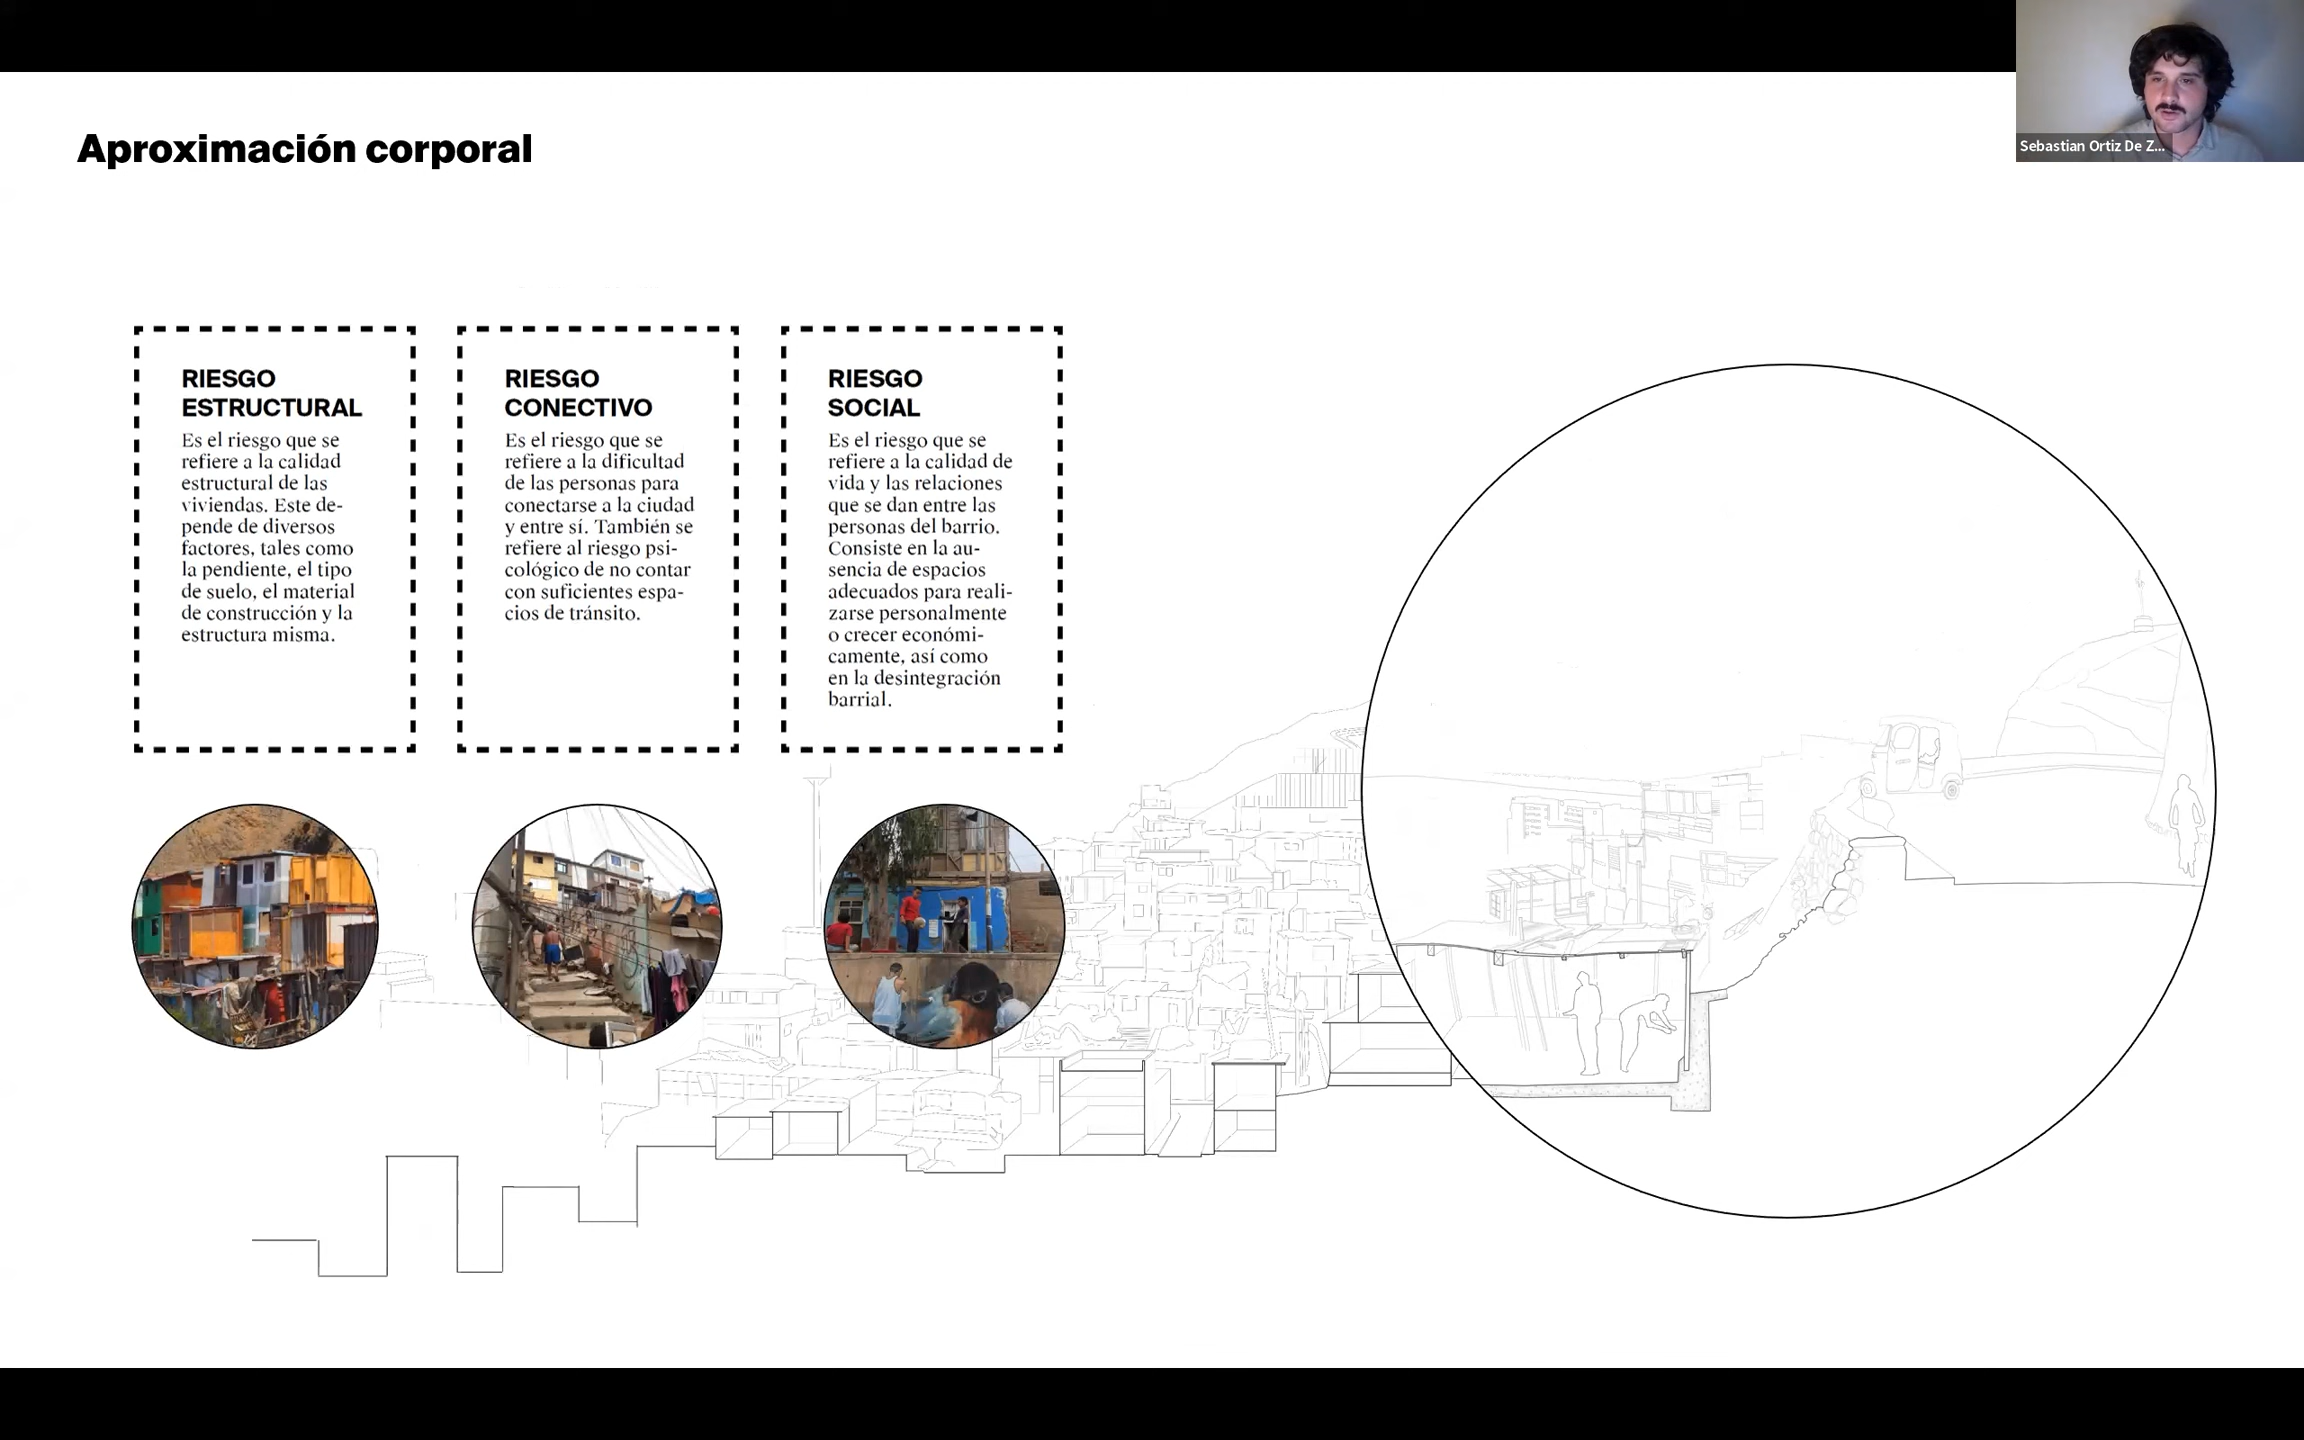 Sebastian Ortiz De Z...
Aproximación corporal
RIESGO
ESTRUCTURAL
Es el riesgo que se
refiere a la calidad
estructural de las
viviendas. Este de-
pende de diversos
factores, tales como
la pendiente, el tipo
de suelo, el material
de construcción y la
estructura misma.
RIESGO
CONECTIVO
Es el riesgo que se
refiere a la dificultad
de las personas para
conectarse a la ciudad
y entre sí. También se
refiere al riesgo psi-
cológico de no contar
con suficientes espa-
cios de tránsito.
RIESGO
SOCIAL
Es el riesgo que se
refiere a la calidad de
vida y las relaciones
que se dan entre las
personas del barrio.
Consiste en la au-
sencia de espacios
adecuados para reali-
zarse personalmente
o crecer económi-
camente, así como
en la desintegración
barrial.